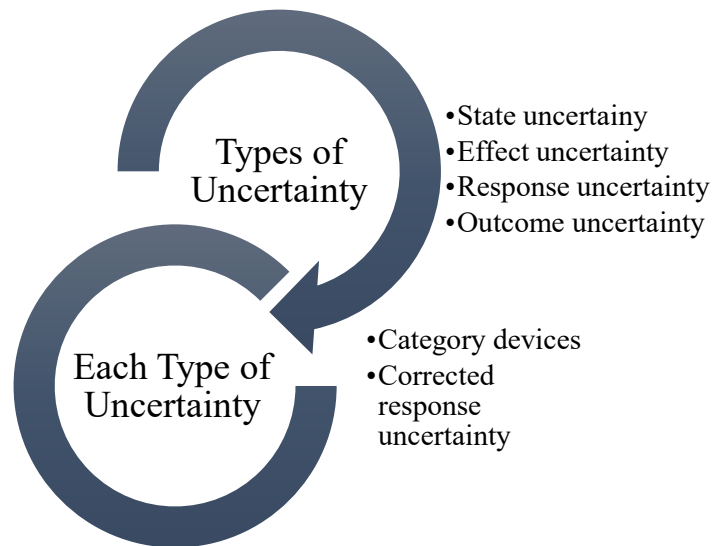 Types of
Uncertainty
•State uncertainy
•Effect uncertainty
•Response uncertainty
•Outcome uncertainty
Each Type of
Uncertainty
•Category devices
•Corrected
response
uncertainty